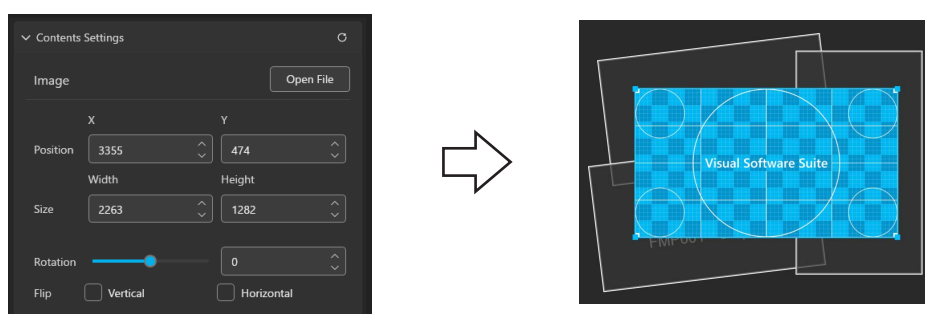 Contents Settings
Image
Open File
X Y
Position 3355 474
Width Height
Size 2263 1282
Rotation 0
Flip Vertical Horizontal
Visual Software Suite